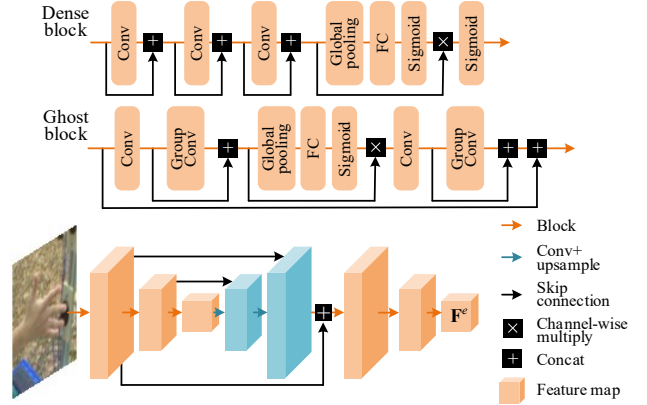 Dense
block
Conv
+
Conv
+
Conv
+
Global
pooling
FC
Sigmoid
×
Sigmoid
Ghost
block
Conv
Group
Conv
+
Global
pooling
FC
Sigmoid
×
Conv
Group
Conv
+
+
Block
Conv+
upsample
Skip
connection
× Channel-wise
multiply
+ Concat
Feature map
+
F^e